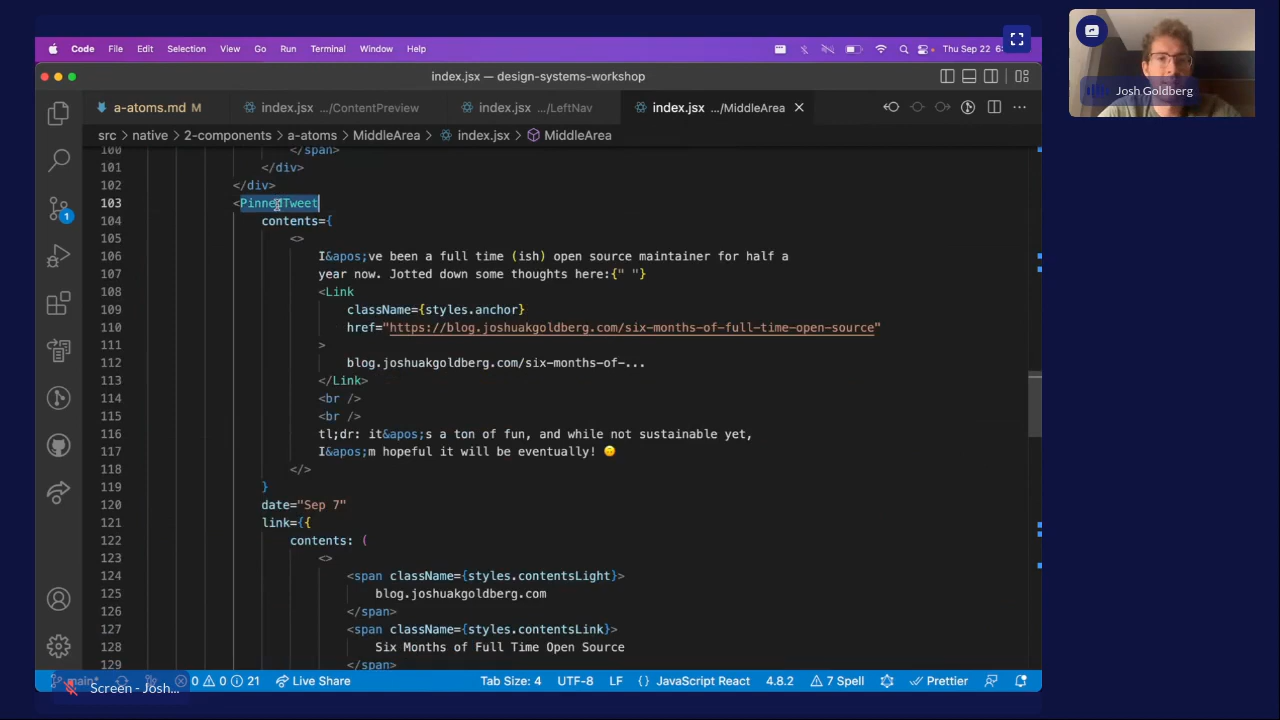 Code File Edit Selection View Go Run Terminal Window Help Thu Sep 22 6:
Josh Goldberg
index.jsx — design-systems-workshop
a-atoms.md M index.jsx .../ContentPreview index.jsx .../LeftNav index.jsx .../MiddleArea
src › native › 2-components › a-atoms › MiddleArea › index.jsx › MiddleArea
100 </span>
101 </div>
102 </div>
103 <PinnedTweet
104 contents={
105 <>
106 I&apos;ve been a full time (ish) open source maintainer for half a
107 year now. Jotted down some thoughts here:{" "}
108 <Link
109 className={styles.anchor}
110 href="https://blog.joshuakgoldberg.com/six-months-of-full-time-open-source"
111 >
112 blog.joshuakgoldberg.com/six-months-of-...
113 </Link>
114 <br />
115 <br />
116 tl;dr: it&apos;s a ton of fun, and while not sustainable yet,
117 I&apos;m hopeful it will be eventually! 😊
118 </>
119 }
120 date="Sep 7"
121 link={{
122 contents: (
123 <>
124 <span className={styles.contentsLight}>
125 blog.joshuakgoldberg.com
126 </span>
127 <span className={styles.contentsLink}>
128 Six Months of Full Time Open Source
129 </span>
1
main* 0 0 21 Live Share Tab Size: 4 UTF-8 LF {} JavaScript React 4.8.2 7 Spell Prettier
Screen - Josh...